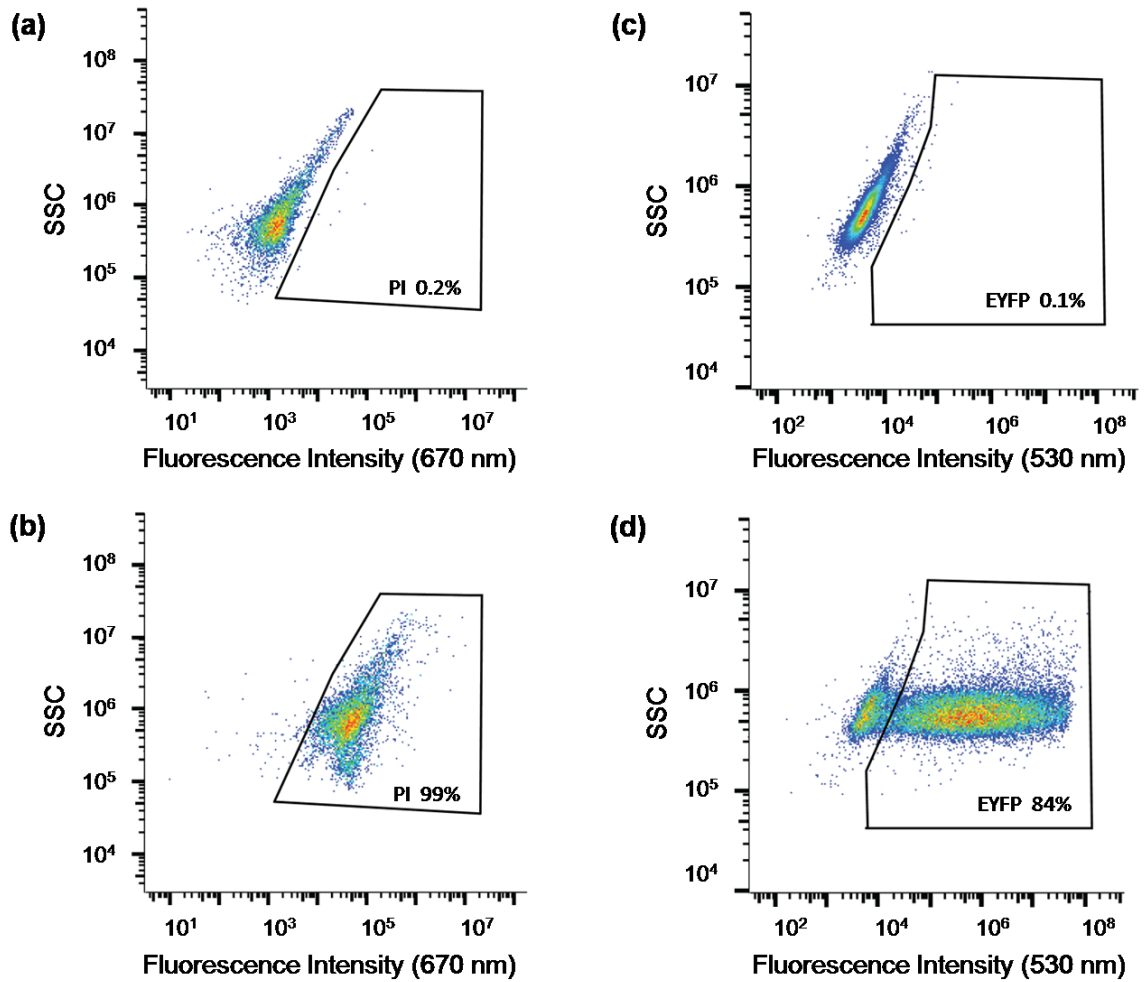 (a)
10⁸
10⁷
10⁶
10⁵
10⁴
SSC
PI 0.2%
10¹ 10³ 10⁵ 10⁷
Fluorescence Intensity (670 nm)
(c)
10⁷
10⁶
10⁵
10⁴
SSC
EYFP 0.1%
10² 10⁴ 10⁶ 10⁸
Fluorescence Intensity (530 nm)
(b)
10⁸
10⁷
10⁶
10⁵
10⁴
SSC
PI 99%
10¹ 10³ 10⁵ 10⁷
Fluorescence Intensity (670 nm)
(d)
10⁷
10⁶
10⁵
10⁴
SSC
EYFP 84%
10² 10⁴ 10⁶ 10⁸
Fluorescence Intensity (530 nm)